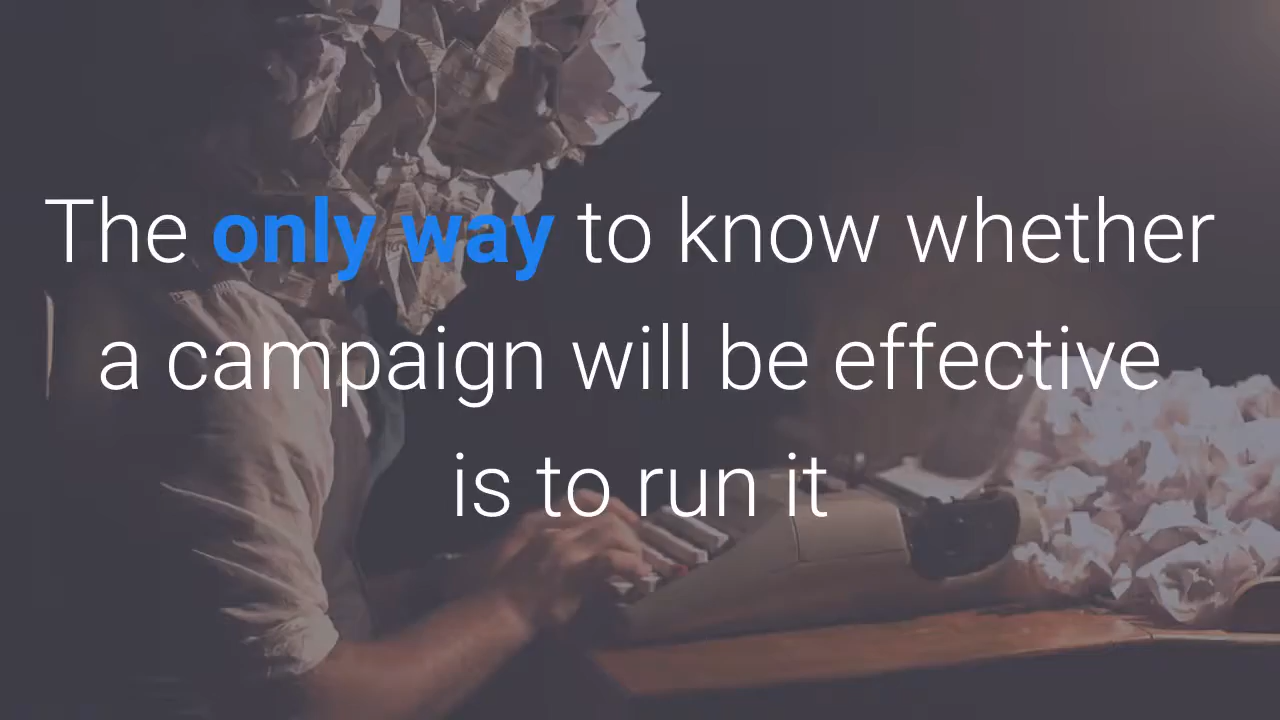 The only way to know whether
a campaign will be effective
is to run it